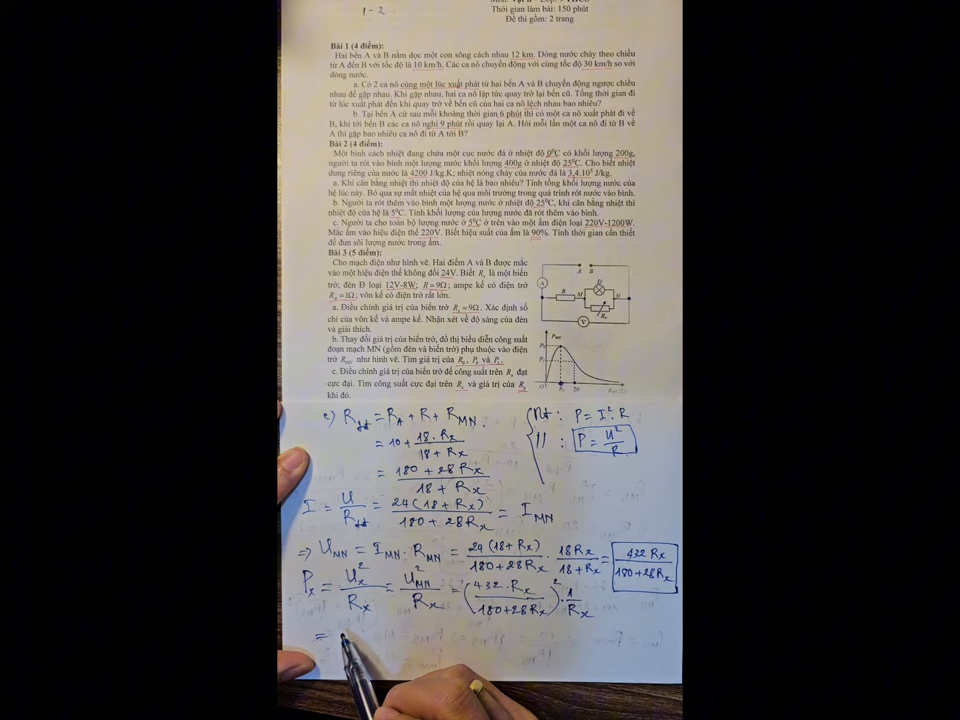 1-2.
Thời gian làm bài: 150 phút
Đề thi gồm: 2 trang
Bài 1 (4 điểm):
Hai bến A và B nằm dọc một con sông cách nhau 12 km. Dòng nước chảy theo chiều
từ A đến B với tốc độ là 10 km/h. Các ca nô chuyển động với cùng tốc độ 30 km/h so với
dòng nước.
a. Có 2 ca nô cùng một lúc xuất phát từ hai bến A và B chuyển động ngược chiều
nhau để gặp nhau. Khi gặp nhau, hai ca nô lập tức quay trở lại bến cũ. Tổng thời gian đi
từ lúc xuất phát đến khi quay trở về bến cũ của hai ca nô lệch nhau bao nhiêu?
b. Tại bến A cứ sau mỗi khoảng thời gian 6 phút thì có một ca nô xuất phát đi về
B, khi tới bến B các ca nô nghỉ 9 phút rồi quay lại A. Hỏi mỗi lần một ca nô đi từ B về
A thì gặp bao nhiêu ca nô đi từ A tới B?
Bài 2 (4 điểm):
Một bình cách nhiệt đang chứa một cục nước đá ở nhiệt độ 0⁰C có khối lượng 200g,
người ta rót vào bình một lượng nước khối lượng 400g ở nhiệt độ 25⁰C. Cho biết nhiệt
dung riêng của nước là 4200 J/kg.K; nhiệt nóng chảy của nước đá là 3,4.10⁵ J/kg.
a. Khi cân bằng nhiệt thì nhiệt độ của hệ là bao nhiêu? Tính tổng khối lượng nước của
hệ lúc này. Bỏ qua sự mất nhiệt của hệ qua môi trường trong quá trình rót nước vào bình.
b. Người ta rót thêm vào bình một lượng nước ở nhiệt độ 25⁰C, khi cân bằng nhiệt thì
nhiệt độ của hệ là 5⁰C. Tính khối lượng của lượng nước đã rót thêm vào bình.
c. Người ta cho toàn bộ lượng nước ở 5⁰C ở trên vào một ấm điện loại 220V-1200W.
Mắc ấm vào hiệu điện thế 220V. Biết hiệu suất của ấm là 90%. Tính thời gian cần thiết
để đun sôi lượng nước trong ấm.
Bài 3 (5 điểm):
Cho mạch điện như hình vẽ. Hai điểm A và B được mắc
vào một hiệu điện thế không đổi 24V. Biết Rₓ là một biến
trở; đèn Đ loại 12V-8W; R=9Ω; ampe kế có điện trở
R_A=1Ω; vôn kế có điện trở rất lớn.
a. Điều chỉnh giá trị của biến trở Rₓ=9Ω. Xác định số
chỉ của vôn kế và ampe kế. Nhận xét về độ sáng của đèn
và giải thích.
b. Thay đổi giá trị của biến trở, đồ thị biểu diễn công suất
đoạn mạch MN (gồm đèn và biến trở) phụ thuộc vào điện
trở R_MN như hình vẽ. Tìm giá trị của R₀, P₀ và P₁.
c. Điều chỉnh giá trị của biến trở để công suất trên Rₓ đạt
cực đại. Tìm công suất cực đại trên Rₓ và giá trị của Rₓ
khi đó.
A B
A
R M Đ N
Rₓ
V
P_MN
P₀
P₁
O R₀ 20
c) R_tđ = R_A + R + R_MN.
= 10 + 18.Rₓ / 18 + Rₓ
= 180 + 28Rₓ / 18 + Rₓ
nt : P = I².R
// : P = U²/R
I = U/R_tđ = 24(18+Rₓ) / 180 + 28Rₓ = I_MN
=> U_MN = I_MN . R_MN = 24(18+Rₓ) / 180+28Rₓ . 18Rₓ / 18+Rₓ = 432Rₓ / 180+28Rₓ
Pₓ = Uₓ²/Rₓ = U_MN²/Rₓ = (432.Rₓ / 180+28Rₓ)² . 1/Rₓ
=